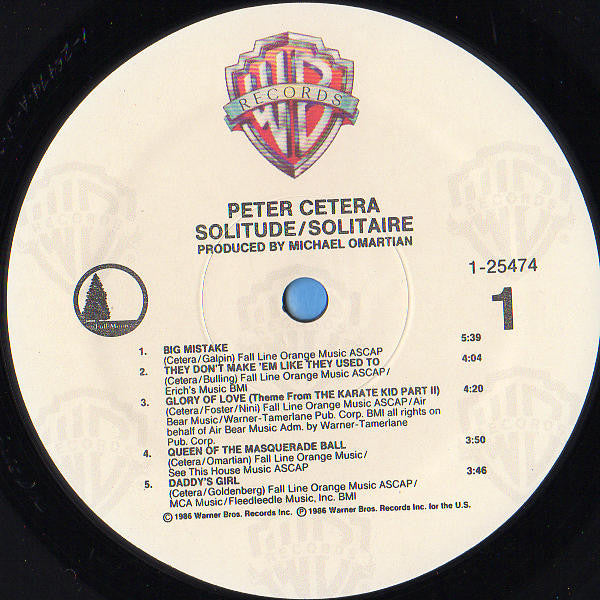 WB
RECORDS
PETER CETERA
SOLITUDE/SOLITAIRE
PRODUCED BY MICHAEL OMARTIAN
1-25474
1
1. BIG MISTAKE 5:39
(Cetera/Galpin) Fall Line Orange Music ASCAP
2. THEY DON'T MAKE 'EM LIKE THEY USED TO 4:04
(Cetera/Bulling) Fall Line Orange Music ASCAP/
Erich's Music BMI
3. GLORY OF LOVE (Theme From THE KARATE KID PART II) 4:20
(Cetera/Foster/Nini) Fall Line Orange Music ASCAP/Air
Bear Music/Warner-Tamerlane Pub. Corp. BMI all rights on
behalf of Air Bear Music Adm. by Warner-Tamerlane
Pub. Corp.
4. QUEEN OF THE MASQUERADE BALL 3:50
(Cetera/Omartian) Fall Line Orange Music/
See This House Music ASCAP
5. DADDY'S GIRL 3:46
(Cetera/Goldenberg) Fall Line Orange Music ASCAP/
MCA Music/Fleedleedle Music, Inc. BMI
© 1986 Warner Bros. Records Inc. ℗ 1986 Warner Bros. Records Inc. for the U.S.